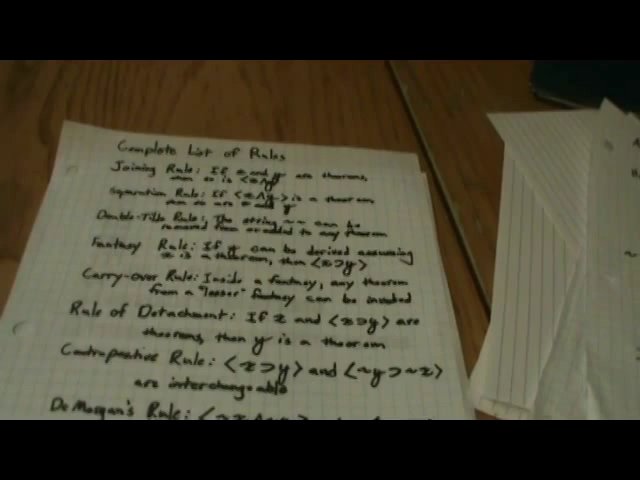 Complete List of Rules
Joining Rule: If x and y are theorems,
then so is <x∧y>
Separation Rule: If <x∧y> is a theorem
then so are x and y
Double-Tilde Rule: The string ~~ can be
removed from or added to any theorem
Fantasy Rule: If y can be derived assuming
x is a theorem, then <x⊃y>
Carry-over Rule: Inside a fantasy, any theorem
from a "lesser" fantasy can be invoked
Rule of Detachment: If x and <x⊃y> are
theorems, then y is a theorem
Contrapositive Rule: <x⊃y> and <~y⊃~x>
are interchangeable
De Morgan's Rule: